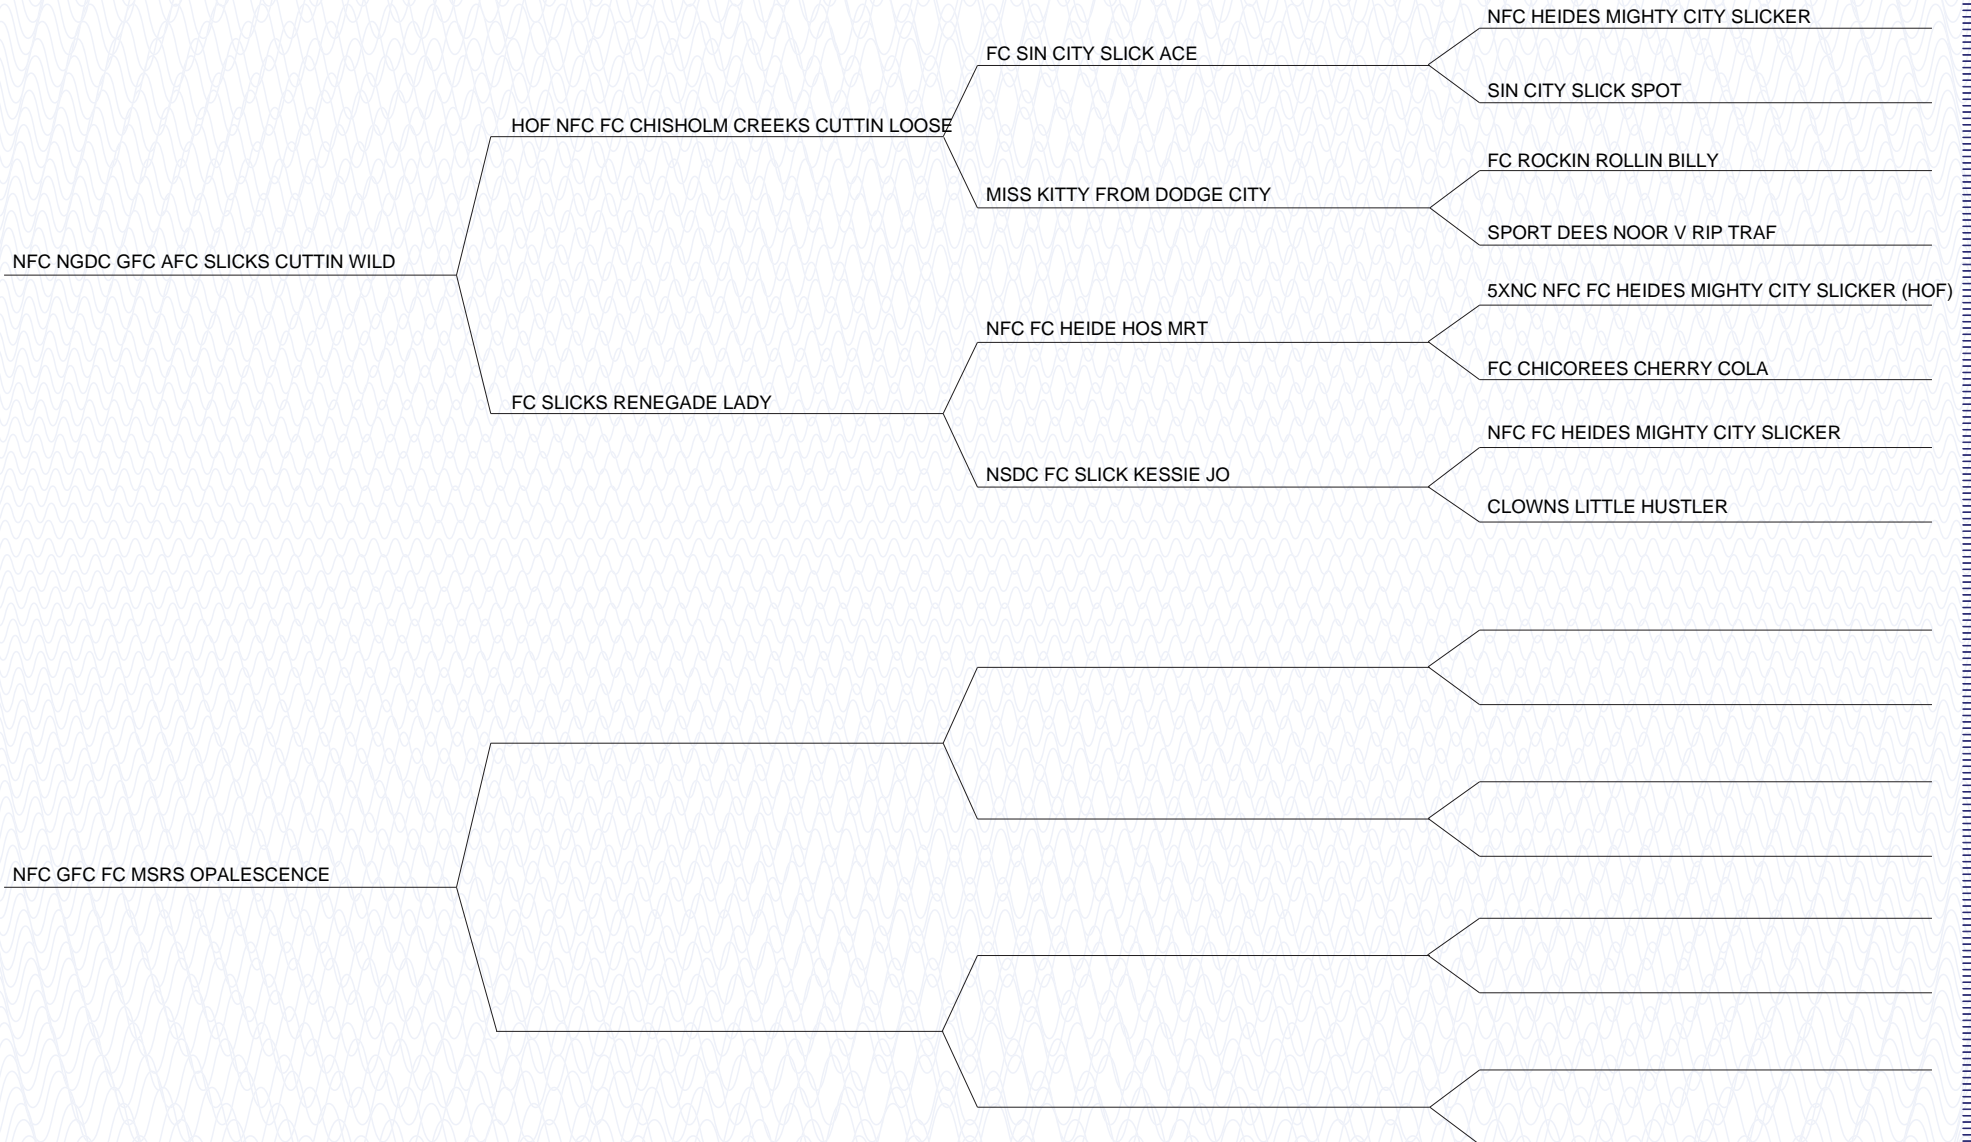 NFC HEIDES MIGHTY CITY SLICKER
FC SIN CITY SLICK ACE
SIN CITY SLICK SPOT
HOF NFC FC CHISHOLM CREEKS CUTTIN LOOSE
FC ROCKIN ROLLIN BILLY
MISS KITTY FROM DODGE CITY
SPORT DEES NOOR V RIP TRAF
NFC NGDC GFC AFC SLICKS CUTTIN WILD
5XNC NFC FC HEIDES MIGHTY CITY SLICKER (HOF)
NFC FC HEIDE HOS MRT
FC CHICOREES CHERRY COLA
FC SLICKS RENEGADE LADY
NFC FC HEIDES MIGHTY CITY SLICKER
NSDC FC SLICK KESSIE JO
CLOWNS LITTLE HUSTLER
NFC GFC FC MSRS OPALESCENCE